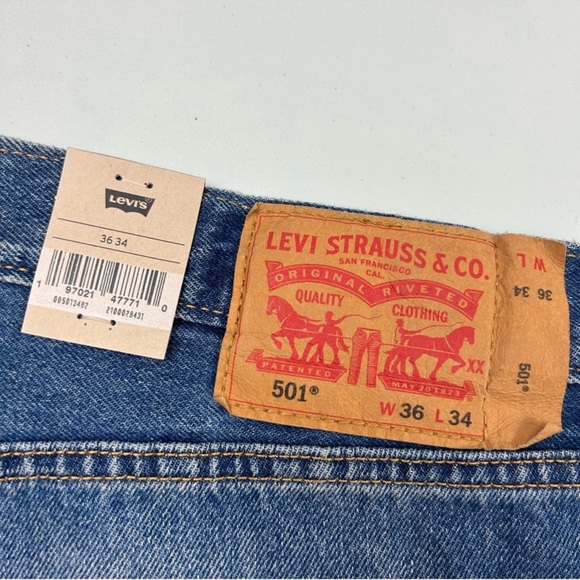 Levi's
36 34
1 97021 47771 0
005013482 2100078431
LEVI STRAUSS & CO.
SAN FRANCISCO
CAL.
ORIGINAL RIVETED
QUALITY CLOTHING
PATENTED
MAY 20 1873
XX
501®
W 36 L 34
W L
36 34
501®